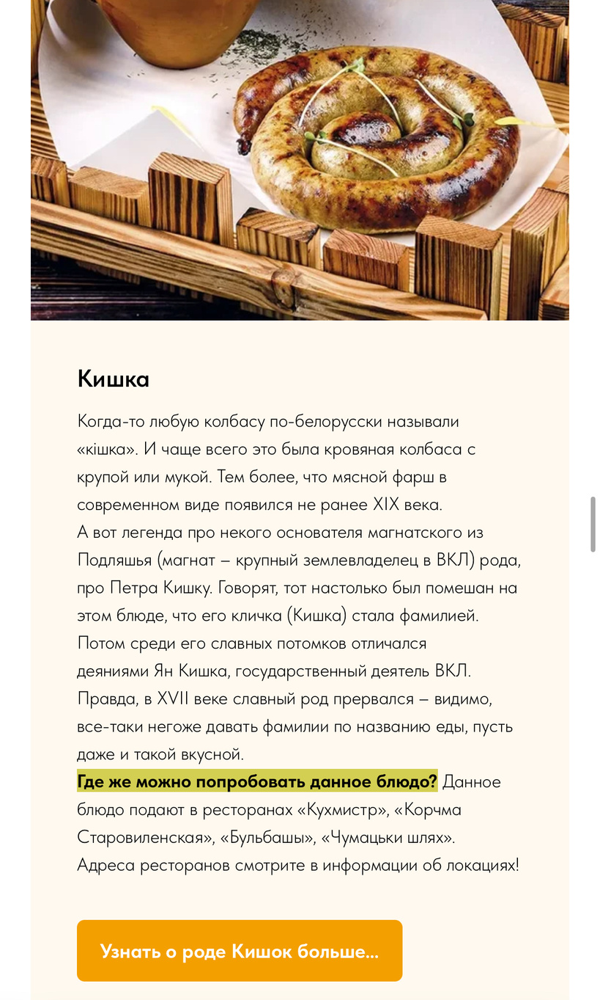 Кишка
Когда-то любую колбасу по-белорусски называли
«кішка». И чаще всего это была кровяная колбаса с
крупой или мукой. Тем более, что мясной фарш в
современном виде появился не ранее XIX века.
А вот легенда про некого основателя магнатского из
Подляшья (магнат – крупный землевладелец в ВКЛ) рода,
про Петра Кишку. Говорят, тот настолько был помешан на
этом блюде, что его кличка (Кишка) стала фамилией.
Потом среди его славных потомков отличался
деяниями Ян Кишка, государственный деятель ВКЛ.
Правда, в XVII веке славный род прервался – видимо,
все-таки негоже давать фамилии по названию еды, пусть
даже и такой вкусной.
Где же можно попробовать данное блюдо? Данное
блюдо подают в ресторанах «Кухмистр», «Корчма
Старовиленская», «Бульбашы», «Чумацьки шлях».
Адреса ресторанов смотрите в информации об локациях!
Узнать о роде Кишок больше...